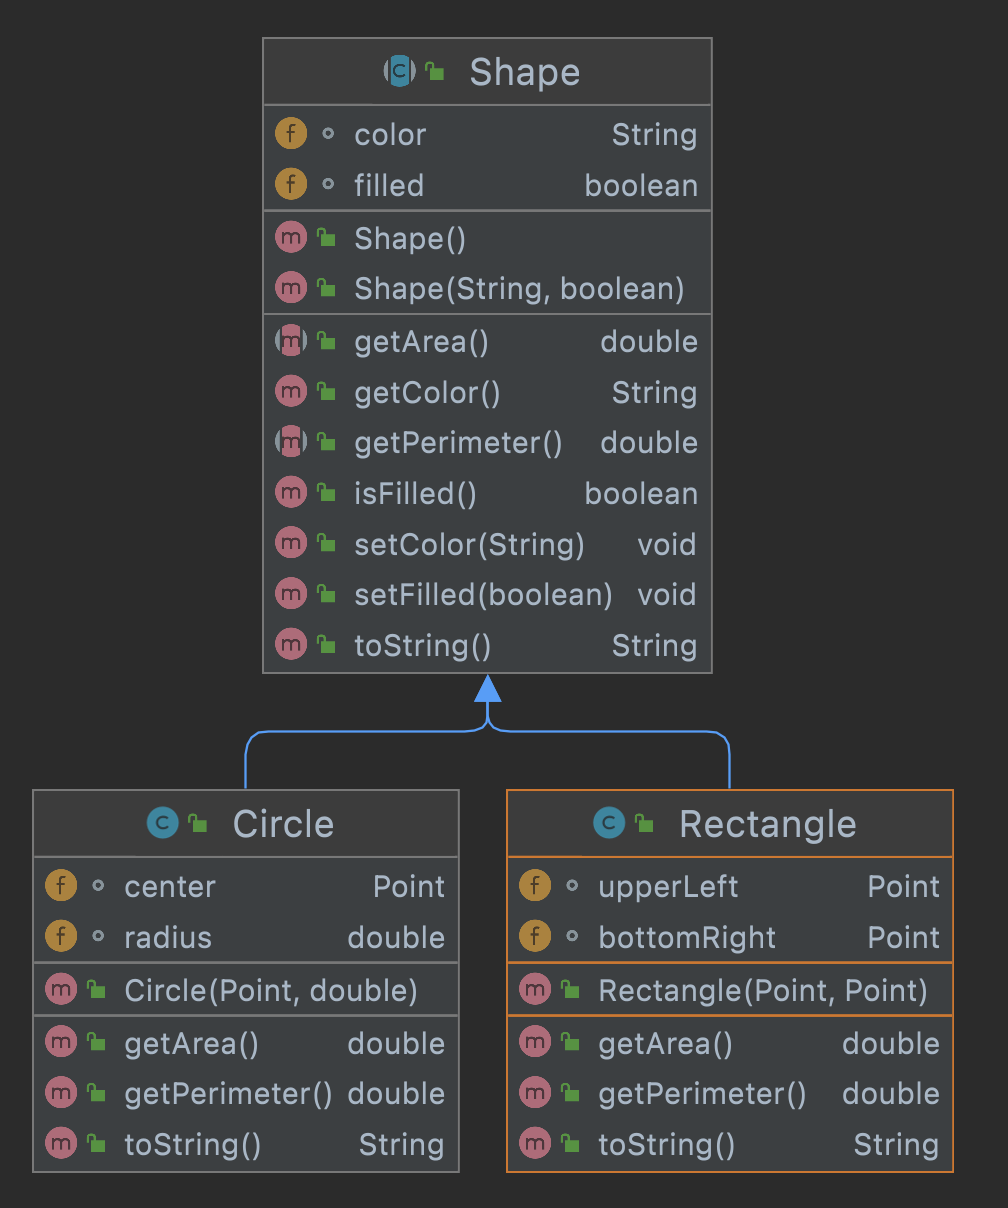 Shape
color String
filled boolean
Shape()
Shape(String, boolean)
getArea() double
getColor() String
getPerimeter() double
isFilled() boolean
setColor(String) void
setFilled(boolean) void
toString() String
Circle
center Point
radius double
Circle(Point, double)
getArea() double
getPerimeter() double
toString() String
Rectangle
upperLeft Point
bottomRight Point
Rectangle(Point, Point)
getArea() double
getPerimeter() double
toString() String